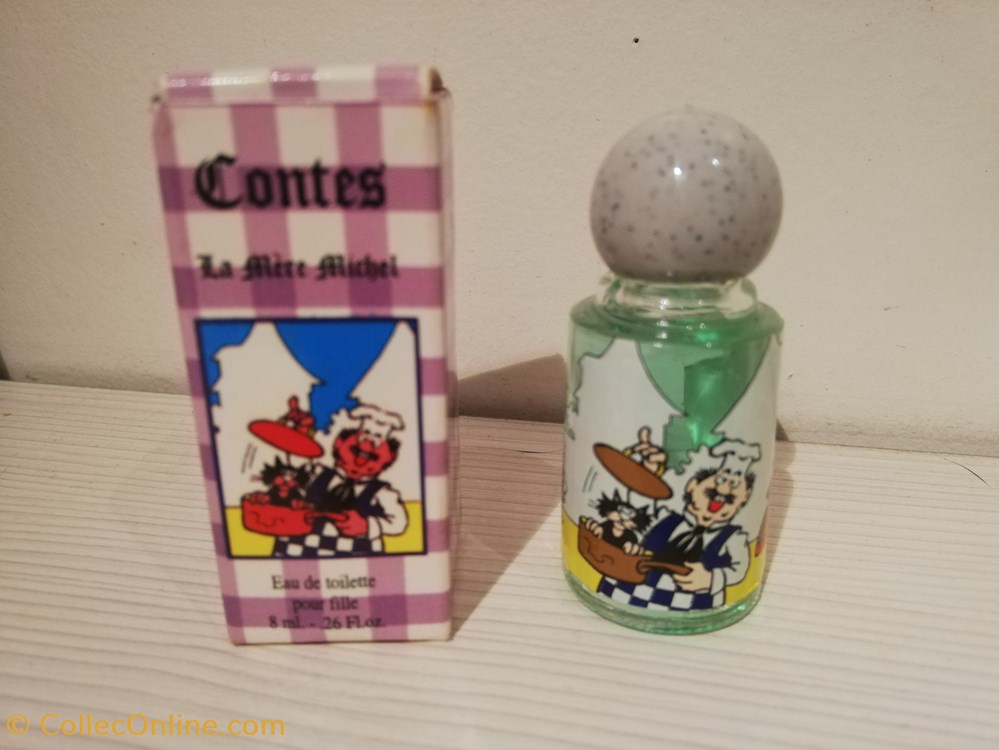 Contes
La Mère Michel
Eau de toilette
pour fille
8 ml. - .26 Fl.oz.
© CollecOnline.com